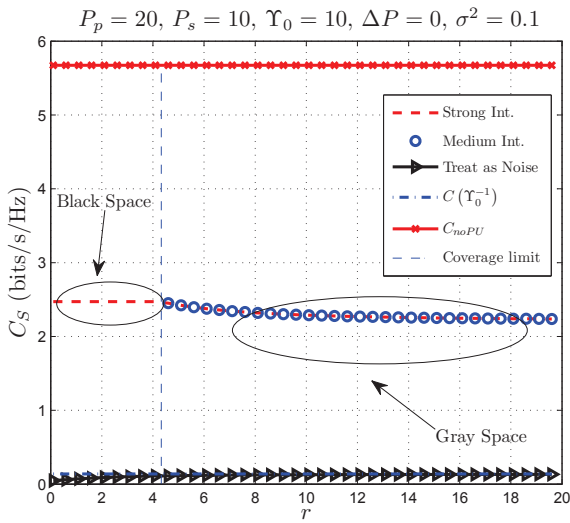 P_p = 20, P_s = 10, Υ_0 = 10, ΔP = 0, σ^2 = 0.1
6
5
4
3
2
1
0
C_S (bits/s/Hz)
Strong Int.
Medium Int.
Treat as Noise
C (Υ_0^{-1})
C_{noPU}
Coverage limit
Black Space
Gray Space
0 2 4 6 8 10 12 14 16 18 20
r